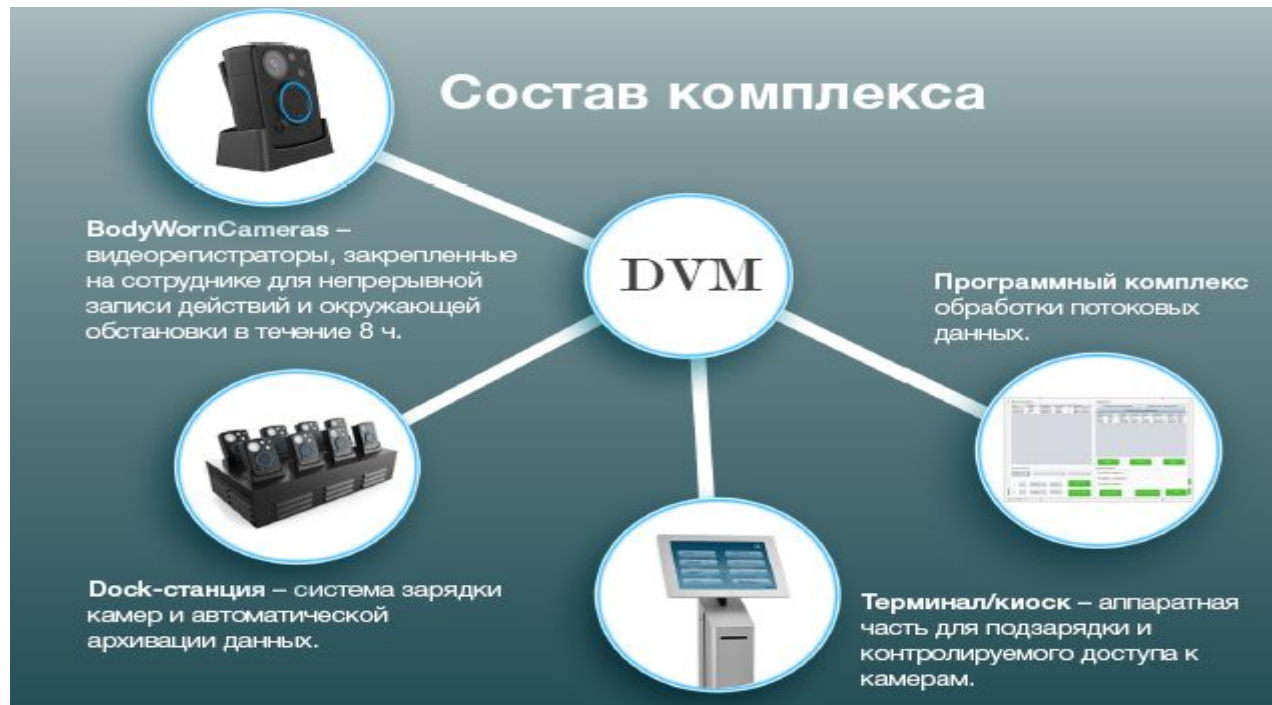 Состав комплекса
BodyWornCameras –
видеорегистраторы, закрепленные
на сотруднике для непрерывной
записи действий и окружающей
обстановки в течение 8 ч.
DVM
Программный комплекс
обработки потоковых
данных.
Dock-станция – система зарядки
камер и автоматической
архивации данных.
Терминал/киоск – аппаратная
часть для подзарядки и
контролируемого доступа к
камерам.